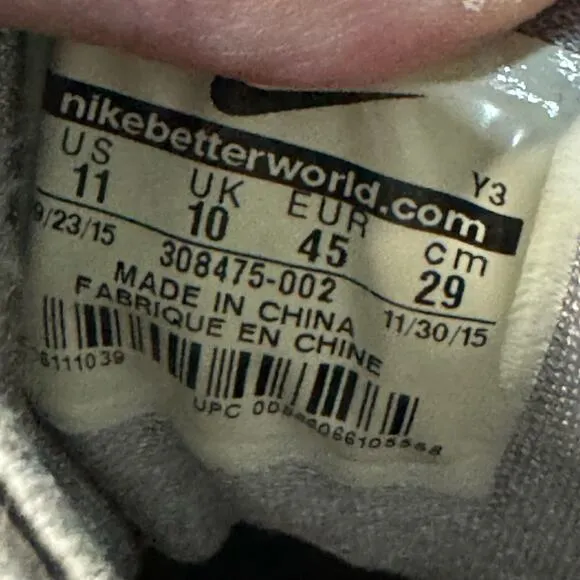 nikebetterworld.com Y3
US UK EUR cm
11 10 45 29
9/23/15 308475-002 11/30/15
MADE IN CHINA
FABRIQUE EN CHINE
6111039
UPC